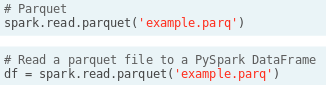 # Parquet
spark.read.parquet('example.parq')
# Read a parquet file to a PySpark DataFrame
df = spark.read.parquet('example.parq')